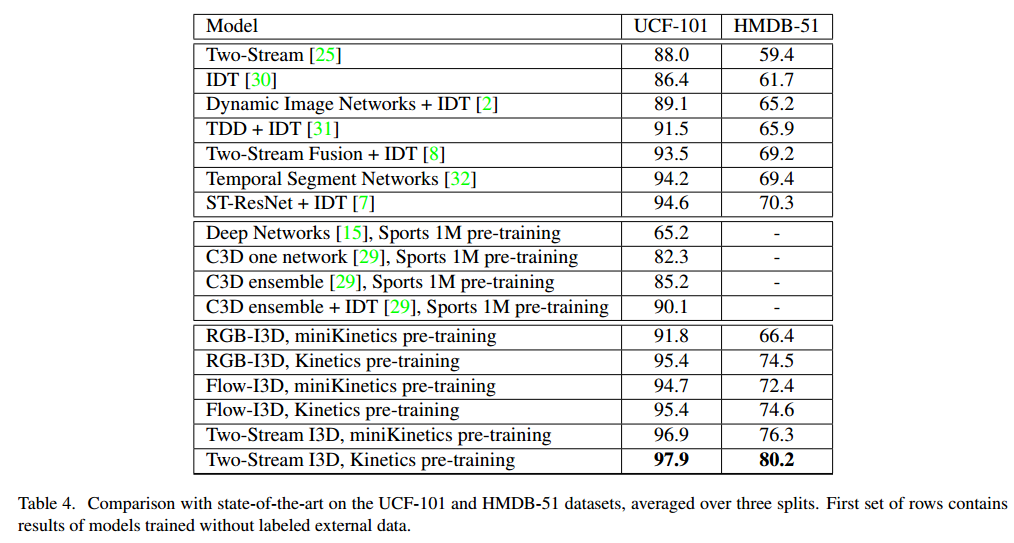 Model UCF-101 HMDB-51
Two-Stream [25] 88.0 59.4
IDT [30] 86.4 61.7
Dynamic Image Networks + IDT [2] 89.1 65.2
TDD + IDT [31] 91.5 65.9
Two-Stream Fusion + IDT [8] 93.5 69.2
Temporal Segment Networks [32] 94.2 69.4
ST-ResNet + IDT [7] 94.6 70.3
Deep Networks [15], Sports 1M pre-training 65.2 -
C3D one network [29], Sports 1M pre-training 82.3 -
C3D ensemble [29], Sports 1M pre-training 85.2 -
C3D ensemble + IDT [29], Sports 1M pre-training 90.1 -
RGB-I3D, miniKinetics pre-training 91.8 66.4
RGB-I3D, Kinetics pre-training 95.4 74.5
Flow-I3D, miniKinetics pre-training 94.7 72.4
Flow-I3D, Kinetics pre-training 95.4 74.6
Two-Stream I3D, miniKinetics pre-training 96.9 76.3
Two-Stream I3D, Kinetics pre-training 97.9 80.2
Table 4. Comparison with state-of-the-art on the UCF-101 and HMDB-51 datasets, averaged over three splits. First set of rows contains
results of models trained without labeled external data.